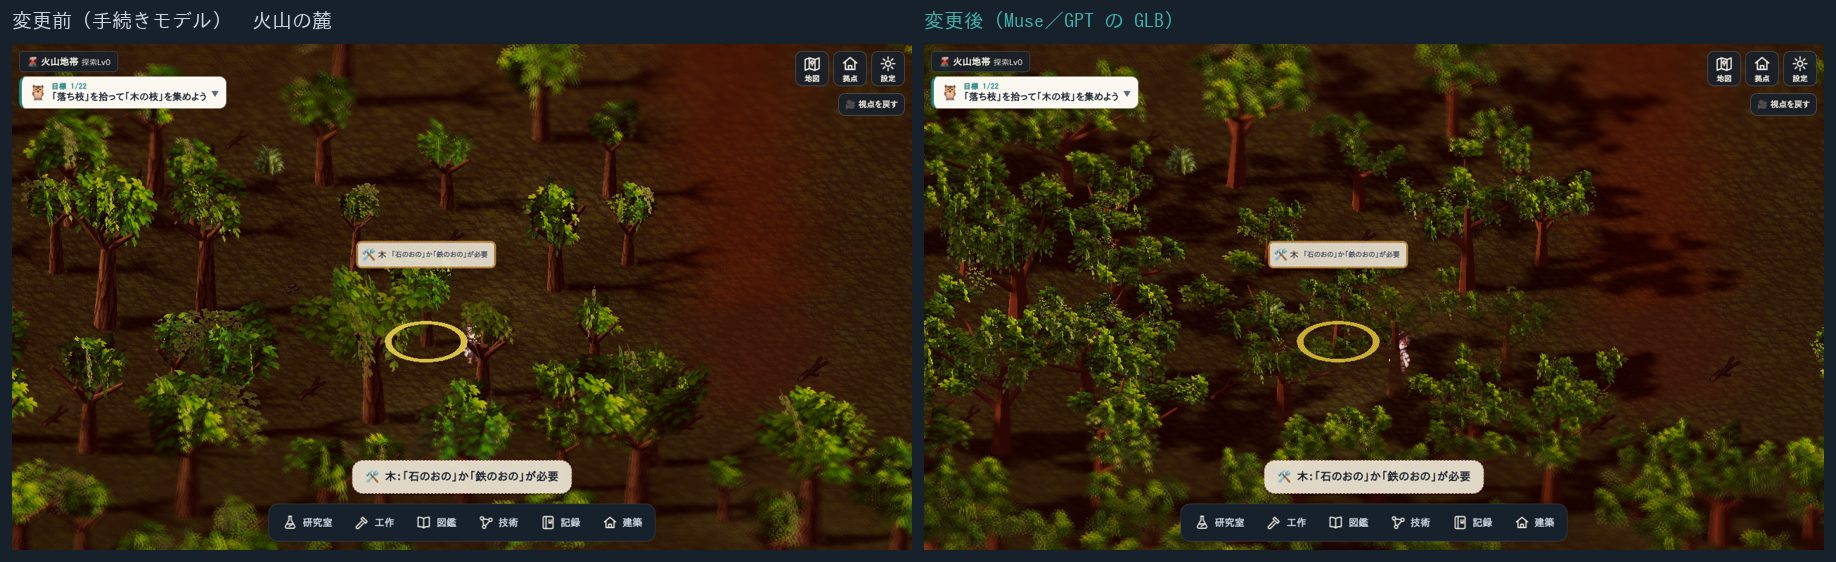 変更前（手続きモデル）　火山の麓
火山地帯 探索Lv0
目標 1/22
「落ち枝」を拾って「木の枝」を集めよう ▼
地図
拠点
設定
視点を戻す
木 「石のおの」か「鉄のおの」が必要
木：「石のおの」か「鉄のおの」が必要
研究室
工作
図鑑
技術
記録
建築
変更後（Muse／GPT の GLB）
火山地帯 探索Lv0
目標 1/22
「落ち枝」を拾って「木の枝」を集めよう ▼
地図
拠点
設定
視点を戻す
木 「石のおの」か「鉄のおの」が必要
木：「石のおの」か「鉄のおの」が必要
研究室
工作
図鑑
技術
記録
建築